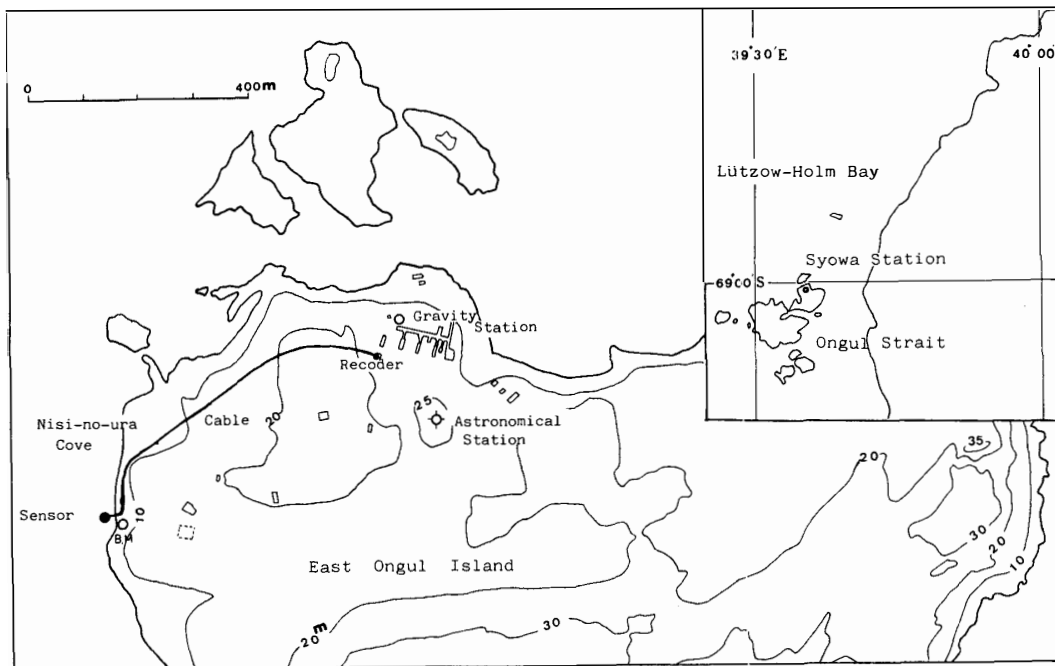 0
400m
39°30'E
40°00'
Lützow-Holm Bay
Syowa Station
69°00'S
Ongul Strait
Gravity
Station
Recoder
Nisi-no-ura
Cove
Cable
20
25
Astronomical
Station
35
20
Sensor
B.M
10
30
20
10
East Ongul Island
20m
30
30